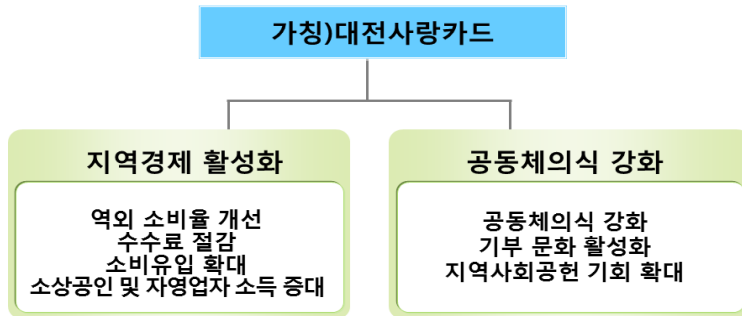 가칭)대전사랑카드
지역경제 활성화
역외 소비율 개선
수수료 절감
소비유입 확대
소상공인 및 자영업자 소득 증대
공동체의식 강화
공동체의식 강화
기부 문화 활성화
지역사회공헌 기회 확대